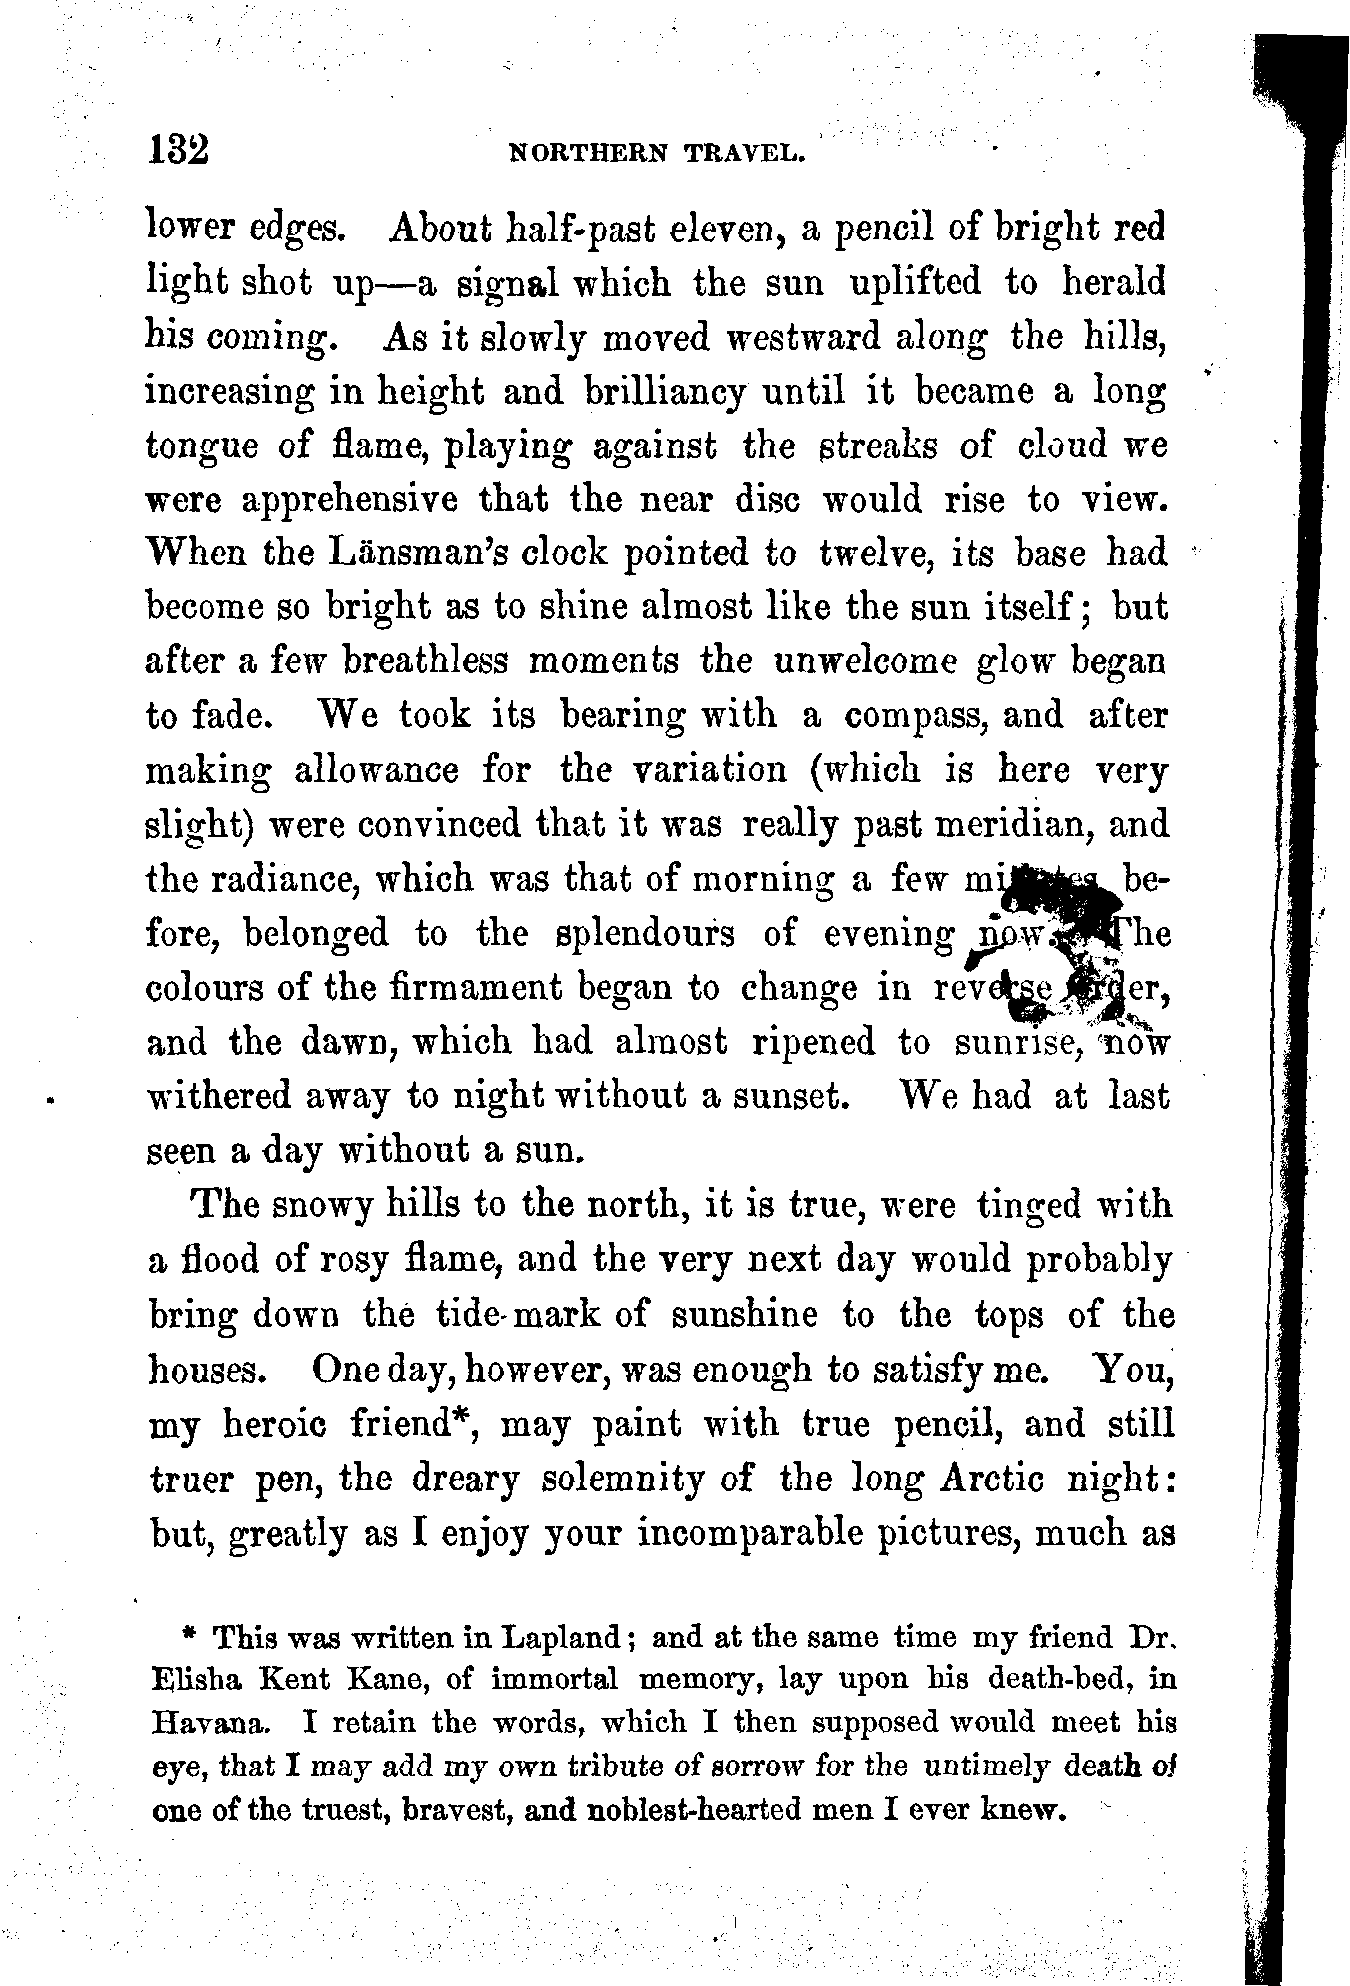 132 NORTHERN TRAVEL.
lower edges. About half-past eleven, a pencil of bright red
light shot up—a signal which the sun uplifted to herald
his coming. As it slowly moved westward along the hills,
increasing in height and brilliancy until it became a long
tongue of flame, playing against the streaks of cloud we
were apprehensive that the near disc would rise to view.
When the Länsman's clock pointed to twelve, its base had
become so bright as to shine almost like the sun itself; but
after a few breathless moments the unwelcome glow began
to fade. We took its bearing with a compass, and after
making allowance for the variation (which is here very
slight) were convinced that it was really past meridian, and
the radiance, which was that of morning a few minutes be-
fore, belonged to the splendours of evening now. The
colours of the firmament began to change in reverse order,
and the dawn, which had almost ripened to sunrise, now
withered away to night without a sunset. We had at last
seen a day without a sun.
The snowy hills to the north, it is true, were tinged with
a flood of rosy flame, and the very next day would probably
bring down the tide-mark of sunshine to the tops of the
houses. One day, however, was enough to satisfy me. You,
my heroic friend*, may paint with true pencil, and still
truer pen, the dreary solemnity of the long Arctic night:
but, greatly as I enjoy your incomparable pictures, much as
* This was written in Lapland; and at the same time my friend Dr.
Elisha Kent Kane, of immortal memory, lay upon his death-bed, in
Havana. I retain the words, which I then supposed would meet his
eye, that I may add my own tribute of sorrow for the untimely death of
one of the truest, bravest, and noblest-hearted men I ever knew.